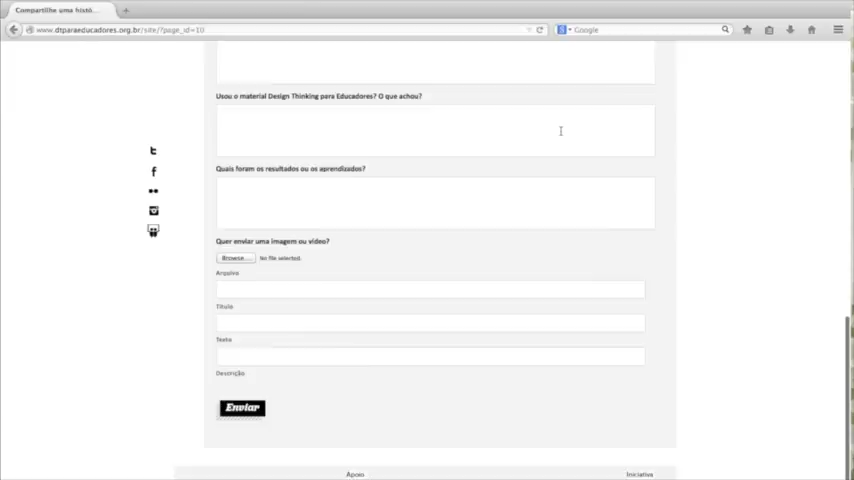 Compartilhe uma histó...
www.dtparaeducadores.org.br/site/?page_id=10
Google
Usou o material Design Thinking para Educadores? O que achou?
Quais foram os resultados ou os aprendizados?
Quer enviar uma imagem ou vídeo?
Browse... No file selected.
Arquivo
Título
Texto
Descrição
Enviar
Apoio Iniciativa